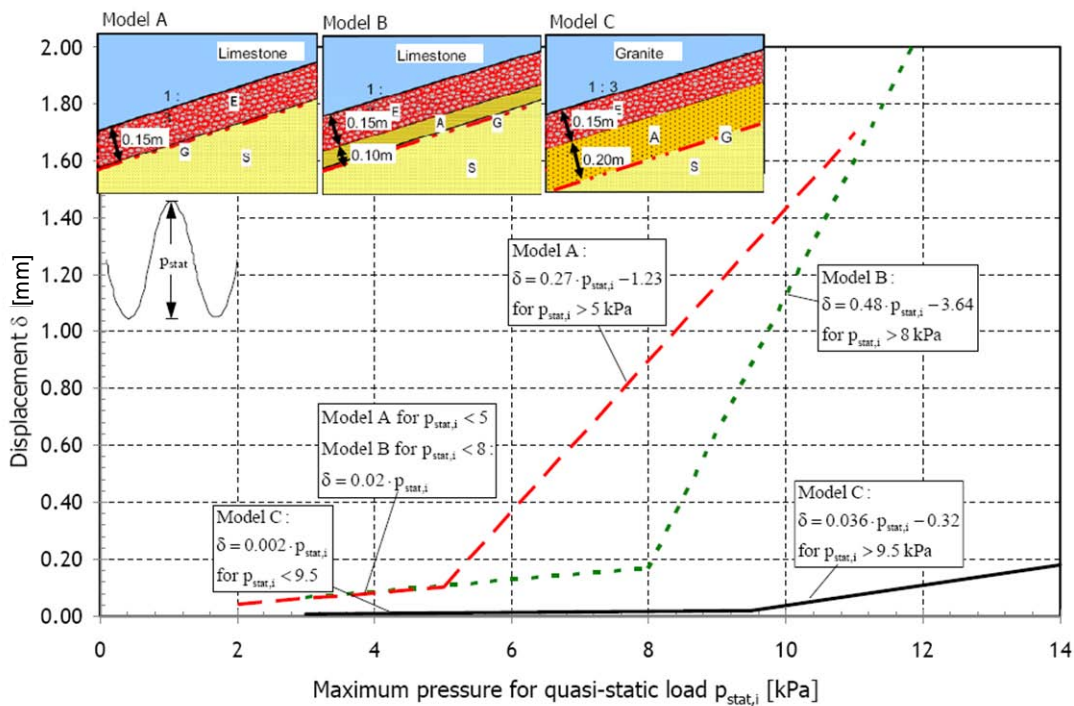 Model A
Model B
Model C
Limestone
Limestone
Granite
1 :
1 :
1 : 3
E
E
E
0.15m
0.15m
0.15m
A
A
G
G
G
0.10m
0.20m
S
S
S
2.00
1.80
1.60
1.40
1.20
1.00
0.80
0.60
0.40
0.20
0.00
Displacement δ [mm]
p_stat
Model A :
δ = 0.27 · p_stat,i − 1.23
for p_stat,i > 5 kPa
Model B :
δ = 0.48 · p_stat,i − 3.64
for p_stat,i > 8 kPa
Model A for p_stat,i < 5
Model B for p_stat,i < 8 :
δ = 0.02 · p_stat,i
Model C :
δ = 0.002 · p_stat,i
for p_stat,i < 9.5
Model C :
δ = 0.036 · p_stat,i − 0.32
for p_stat,i > 9.5 kPa
0 2 4 6 8 10 12 14
Maximum pressure for quasi-static load p_stat,i [kPa]